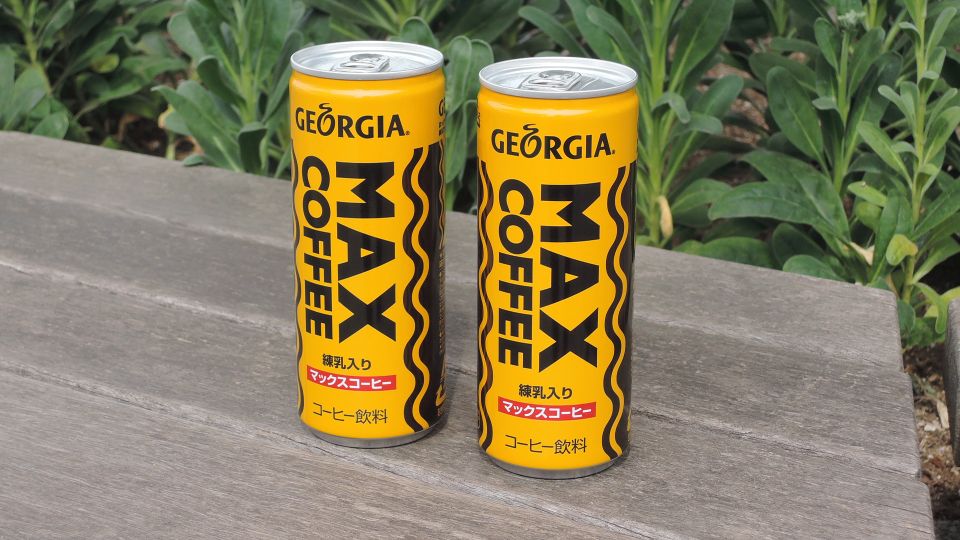 GEORGIA®
MAX
COFFEE
練乳入り
マックスコーヒー
コーヒー飲料
GEORGIA.
MAX
COFFEE
練乳入り
マックスコーヒー
コーヒー飲料